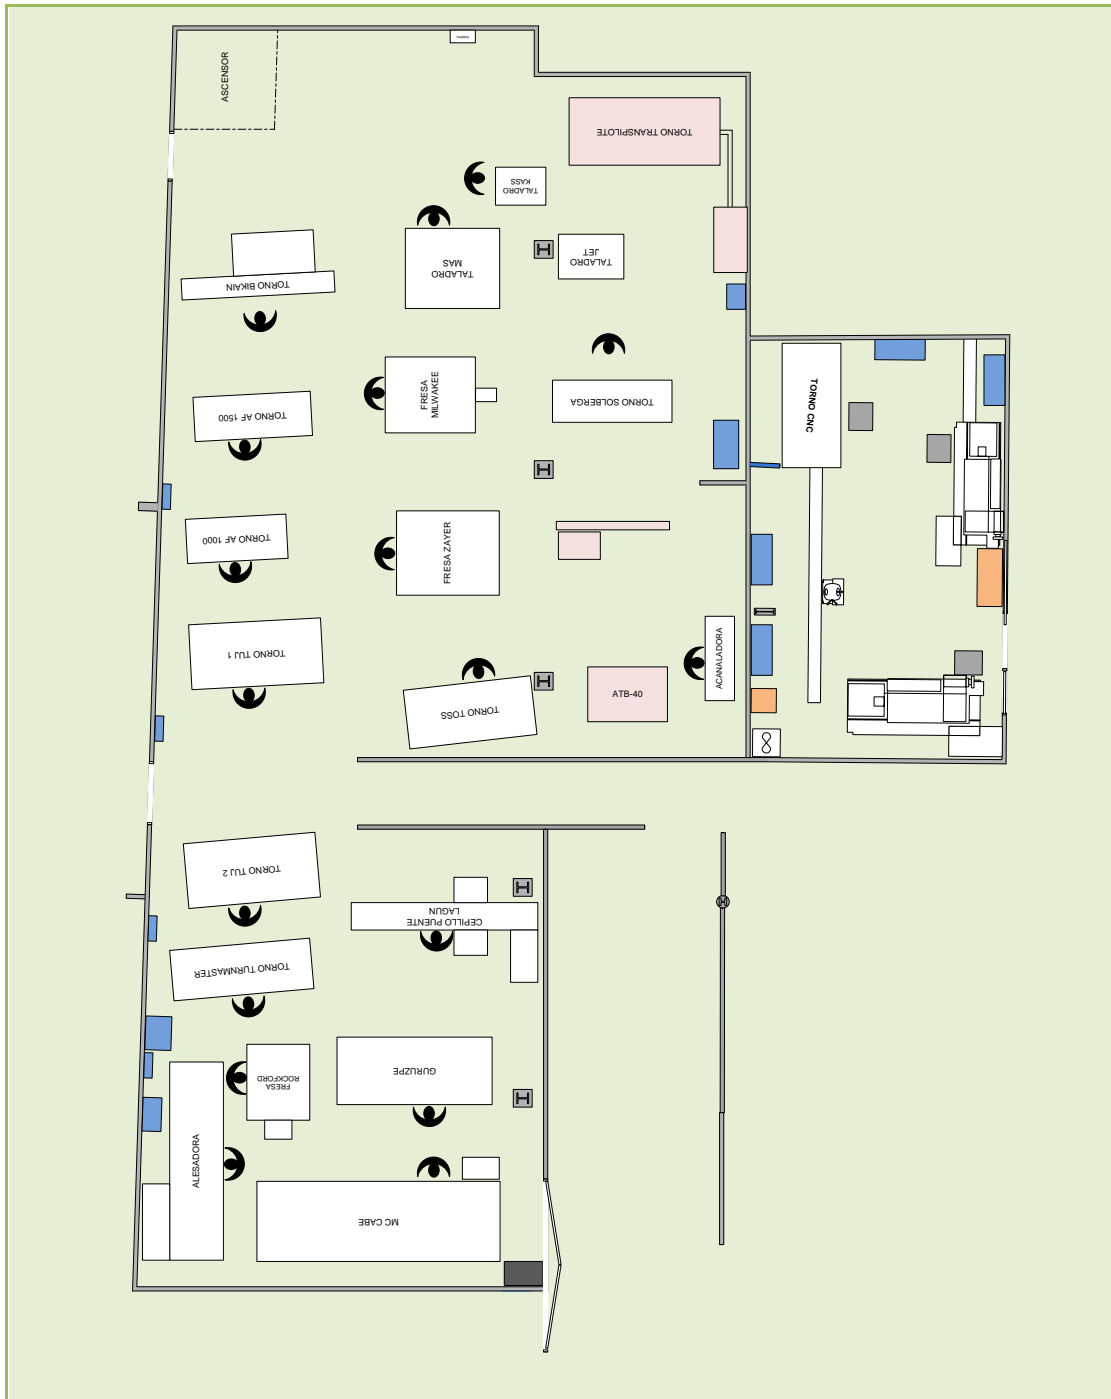 ASCENSOR
TORNO TRANSPILOTE
TALADRO
KASS
TALADRO
MAS
TALADRO
JET
TORNO BIKAIN
FRESA
MILWAKEE
TORNO SOLBERGA
TORNO CNC
TORNO AF 1500
TORNO AF 1000
FRESA ZAYER
TORNO TUJ 1
TORNO TOSS
ATB-40
ACANALADORA
TORNO TUJ 2
CEPILLO PUENTE
LAGUN
TORNO TURNMASTER
FRESA
ROCKFORD
GURUZPE
ALESADORA
MC CABE